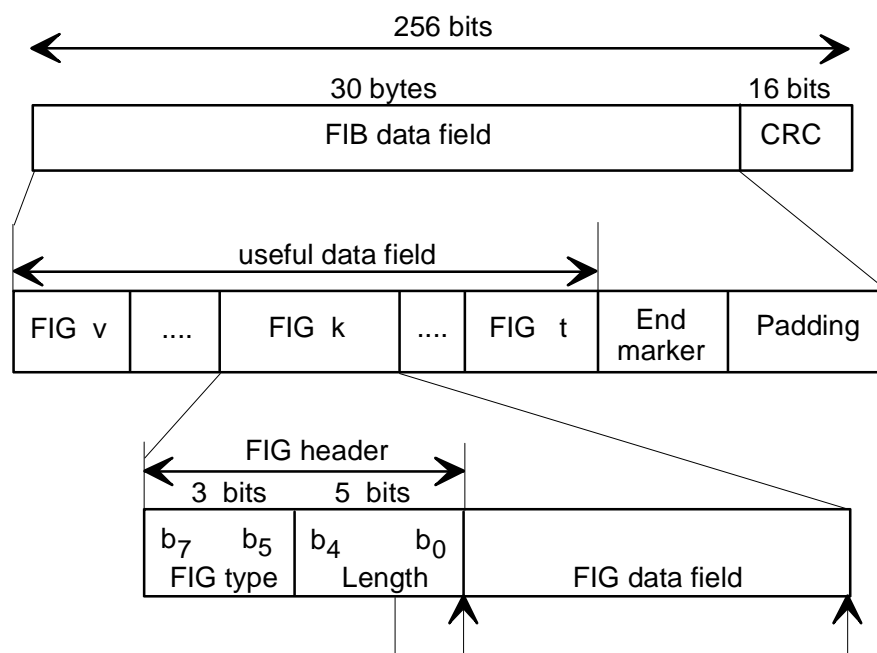 256 bits
30 bytes 16 bits
FIB data field CRC
useful data field
FIG v .... FIG k .... FIG t End marker Padding
FIG header
3 bits 5 bits
b7 b5 b4 b0
FIG type Length FIG data field